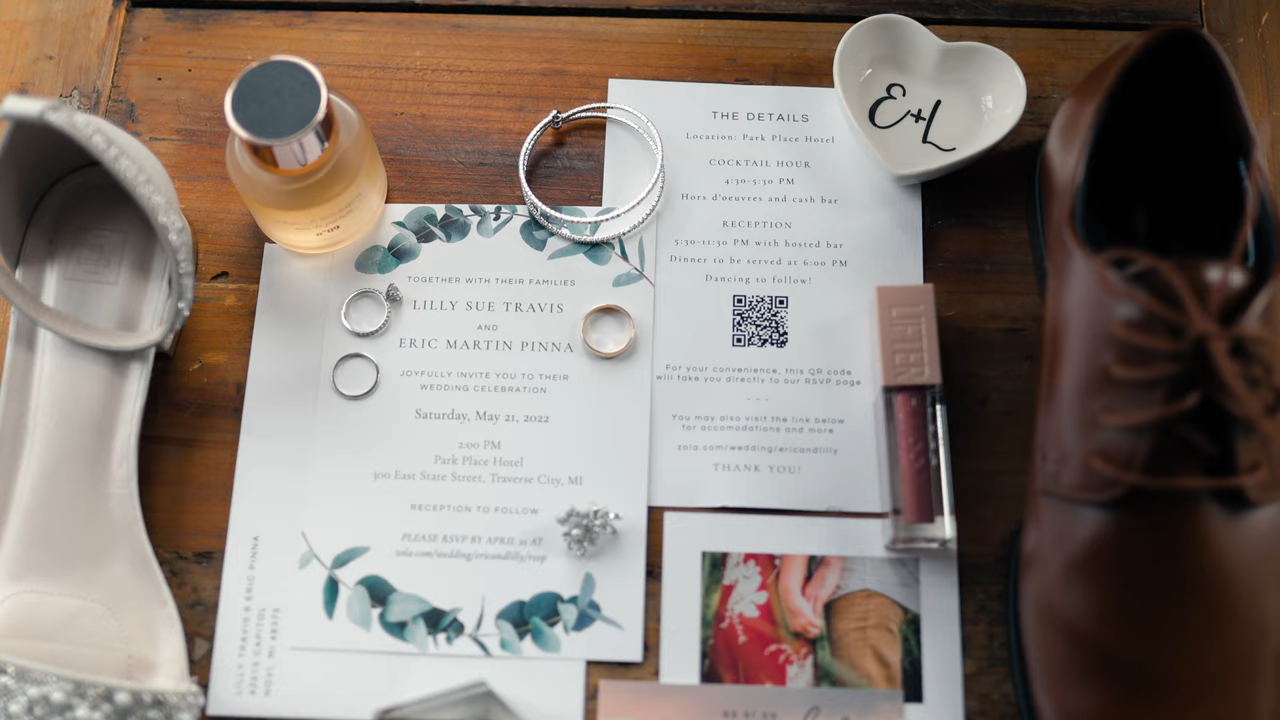 TOGETHER WITH THEIR FAMILIES
LILLY SUE TRAVIS
AND
ERIC MARTIN PINNA
JOYFULLY INVITE YOU TO THEIR
WEDDING CELEBRATION
Saturday, May 21, 2022
2:00 PM
Park Place Hotel
300 East State Street, Traverse City, MI
RECEPTION TO FOLLOW
PLEASE RSVP BY APRIL 21 AT
zola.com/wedding/ericandlilly/rsvp
THE DETAILS
Location: Park Place Hotel
COCKTAIL HOUR
4:30-5:30 PM
Hors d'oeuvres and cash bar
RECEPTION
5:30-11:30 PM with hosted bar
Dinner to be served at 6:00 PM
Dancing to follow!
For your convenience, this QR code
will take you directly to our RSVP page
- - -
You may also visit the link below
for accomodations and more
zola.com/wedding/ericandlilly
THANK YOU!
E+L
LIFTER
LILLY TRAVIS & ERIC PINNA
CAPITOL
NOVI, MI